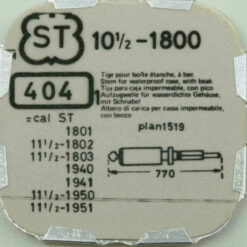 ST 10½-1800
404
Tige pour boîte étanche, à bec
Stem for waterproof case, with beak
Tija para caja impermeable, con pico
Aufzugwelle für wasserdichte Gehäuse,
mit Schnabel
Albero di carica per cassa impermeabile,
con becco
=cal ST
1801
11½-1802
11½-1803
1940
1941
11½-1950
11½-1951
plan1519
770